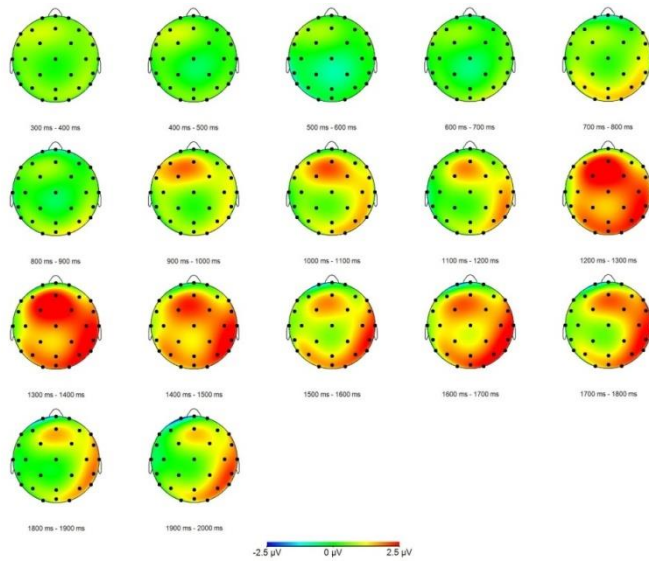 300 ms - 400 ms
400 ms - 500 ms
500 ms - 600 ms
600 ms - 700 ms
700 ms - 800 ms
800 ms - 900 ms
900 ms - 1000 ms
1000 ms - 1100 ms
1100 ms - 1200 ms
1200 ms - 1300 ms
1300 ms - 1400 ms
1400 ms - 1500 ms
1500 ms - 1600 ms
1600 ms - 1700 ms
1700 ms - 1800 ms
1800 ms - 1900 ms
1900 ms - 2000 ms
-2.5 µV 0 µV 2.5 µV